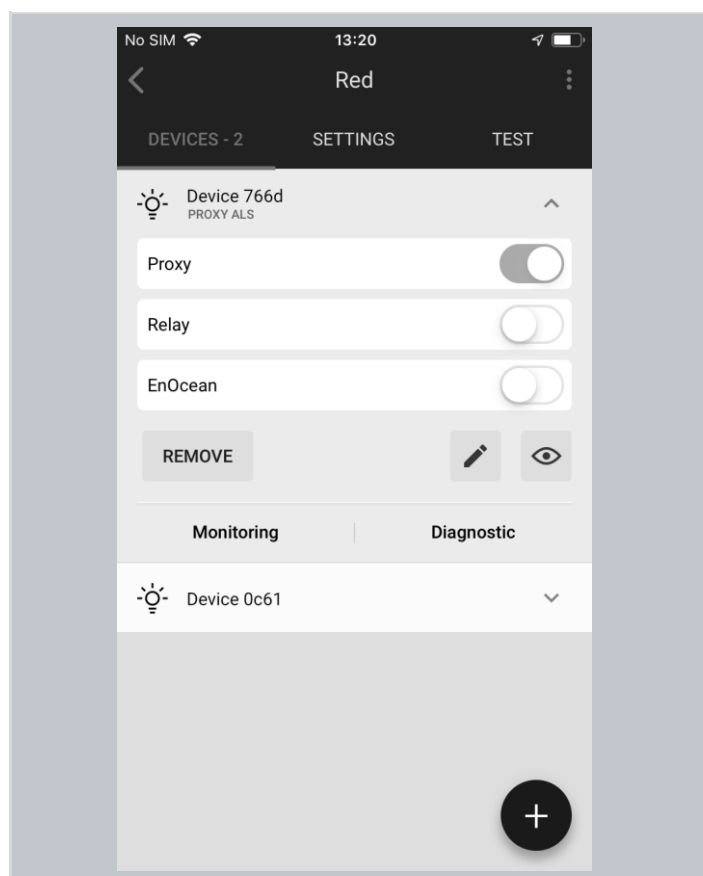 No SIM 13:20
Red
DEVICES - 2 SETTINGS TEST
Device 766d
PROXY ALS
Proxy
Relay
EnOcean
REMOVE
Monitoring Diagnostic
Device 0c61